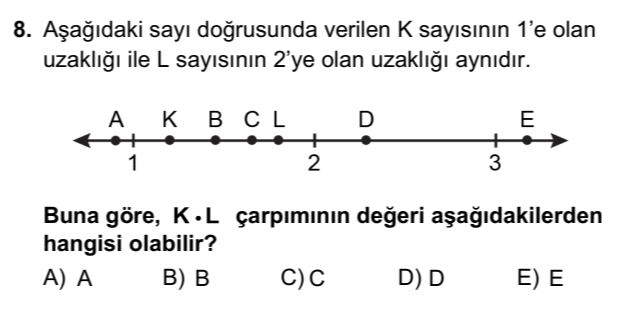 8. Aşağıdaki sayı doğrusunda verilen K sayısının 1'e olan
uzaklığı ile L sayısının 2'ye olan uzaklığı aynıdır.
A K B C L D E
1 2 3
Buna göre, K . L çarpımının değeri aşağıdakilerden
hangisi olabilir?
A) A B) B C) C D) D E) E